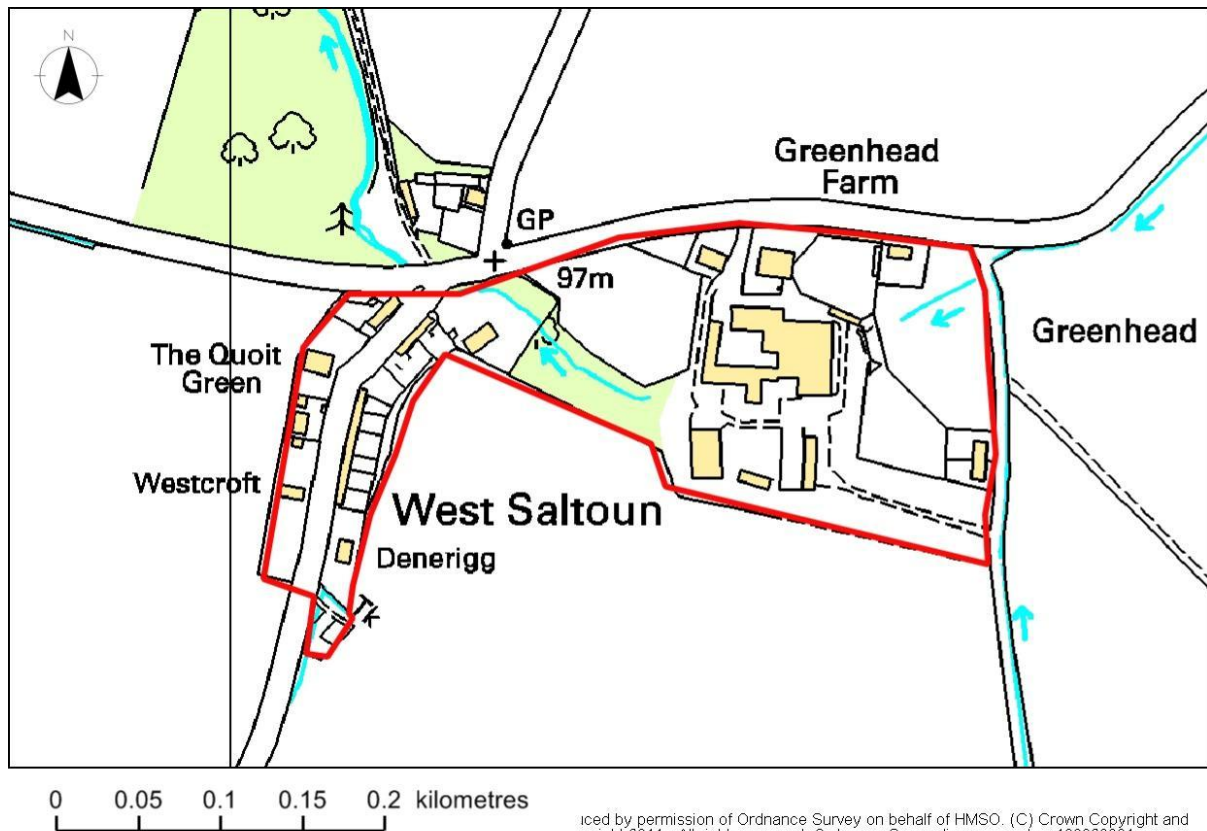 N
Greenhead
Farm
GP
97m
The Quoit
Green
Greenhead
Westcroft
West Saltoun
Denerigg
Tk
0 0.05 0.1 0.15 0.2 kilometres
uced by permission of Ordnance Survey on behalf of HMSO. (C) Crown Copyright and